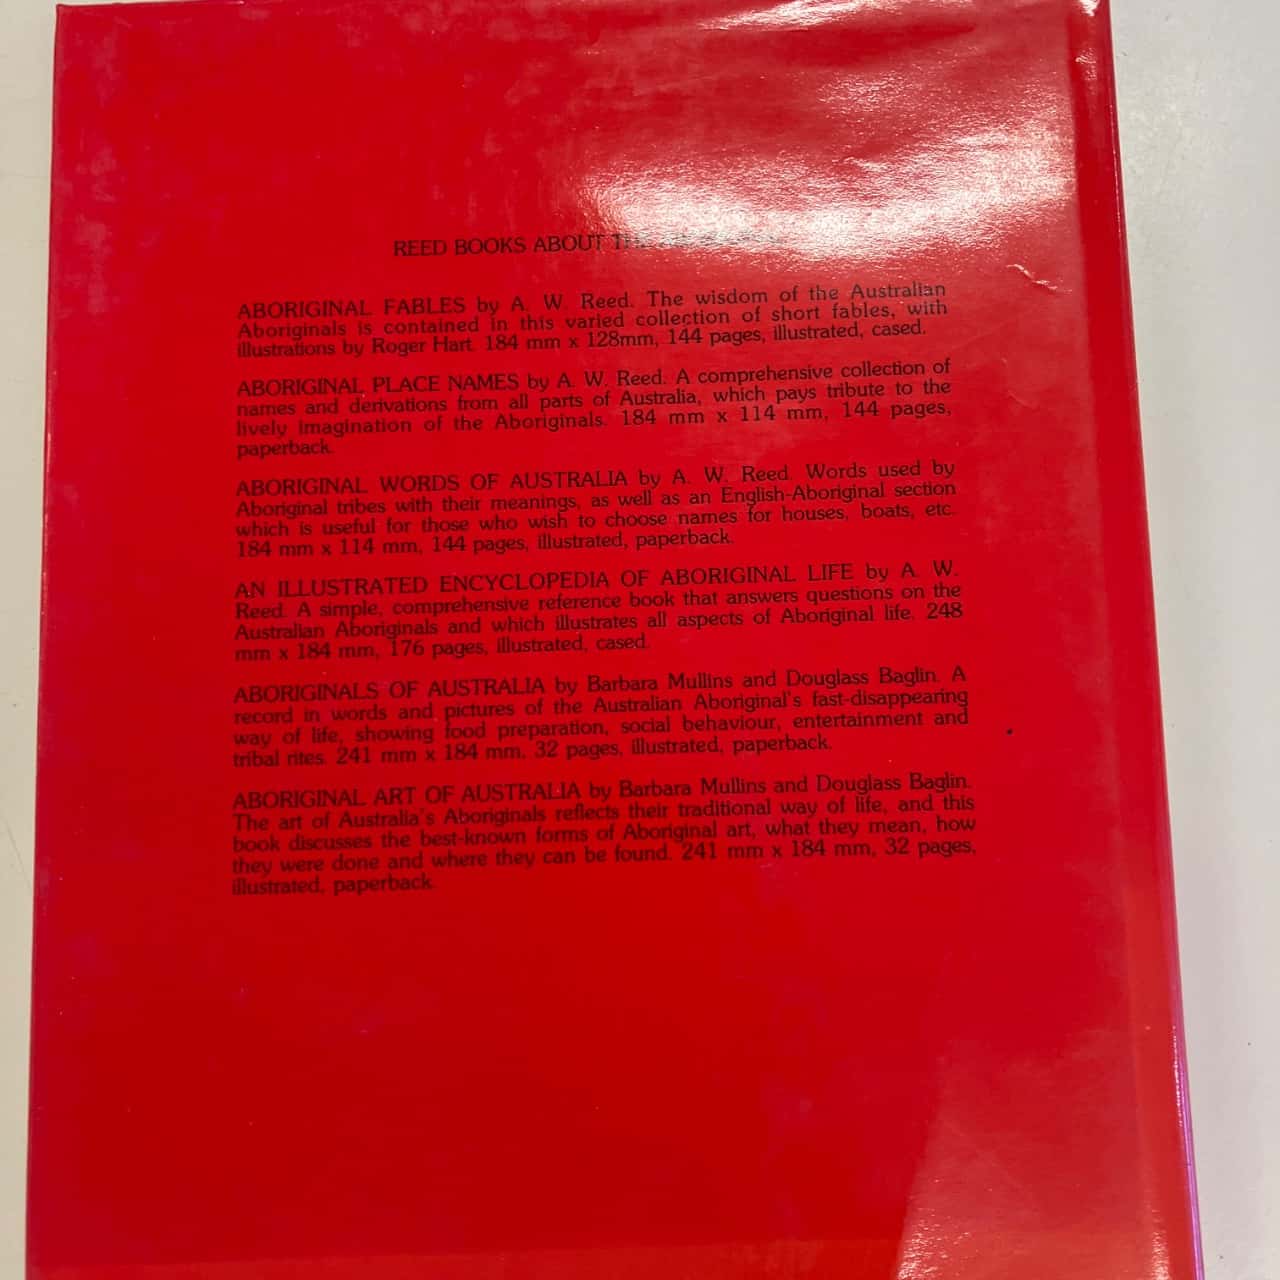 REED BOOKS ABOUT THE
ABORIGINAL FABLES by A. W. Reed. The wisdom of the Australian
Aboriginals is contained in this varied collection of short fables, with
illustrations by Roger Hart. 184 mm x 128mm, 144 pages, illustrated, cased.
ABORIGINAL PLACE NAMES by A. W. Reed. A comprehensive collection of
names and derivations from all parts of Australia, which pays tribute to the
lively imagination of the Aboriginals. 184 mm x 114 mm, 144 pages,
paperback.
ABORIGINAL WORDS OF AUSTRALIA by A. W. Reed. Words used by
Aboriginal tribes with their meanings, as well as an English-Aboriginal section
which is useful for those who wish to choose names for houses, boats, etc.
184 mm x 114 mm, 144 pages, illustrated, paperback.
AN ILLUSTRATED ENCYCLOPEDIA OF ABORIGINAL LIFE by A. W.
Reed. A simple, comprehensive reference book that answers questions on the
Australian Aboriginals and which illustrates all aspects of Aboriginal life. 248
mm x 184 mm, 176 pages, illustrated, cased.
ABORIGINALS OF AUSTRALIA by Barbara Mullins and Douglass Baglin. A
record in words and pictures of the Australian Aboriginal's fast-disappearing
way of life, showing food preparation, social behaviour, entertainment and
tribal rites. 241 mm x 184 mm. 32 pages, illustrated, paperback.
ABORIGINAL ART OF AUSTRALIA by Barbara Mullins and Douglass Baglin.
The art of Australia's Aboriginals reflects their traditional way of life, and this
book discusses the best-known forms of Aboriginal art, what they mean, how
they were done and where they can be found. 241 mm x 184 mm, 32 pages,
illustrated, paperback.